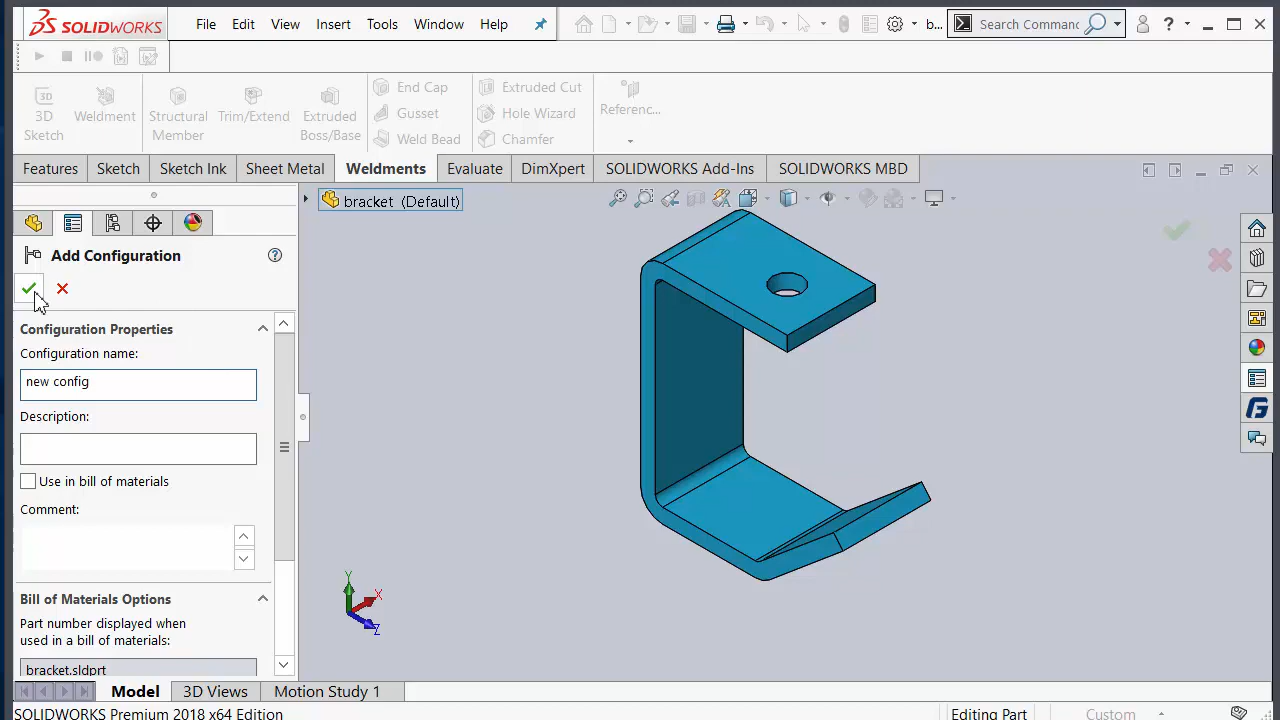 SOLIDWORKS
File Edit View Insert Tools Window Help
b... Search Comman
3D Sketch
Weldment
Structural Member
Trim/Extend
Extruded Boss/Base
End Cap
Gusset
Weld Bead
Extruded Cut
Hole Wizard
Chamfer
Referenc...
Features Sketch Sketch Ink Sheet Metal Weldments Evaluate DimXpert SOLIDWORKS Add-Ins SOLIDWORKS MBD
bracket (Default)
Add Configuration
Configuration Properties
Configuration name:
new config
Description:
Use in bill of materials
Comment:
Bill of Materials Options
Part number displayed when
used in a bill of materials:
bracket.sldprt
Y
X
Z
Model 3D Views Motion Study 1
SOLIDWORKS Premium 2018 x64 Edition Editing Part Custom